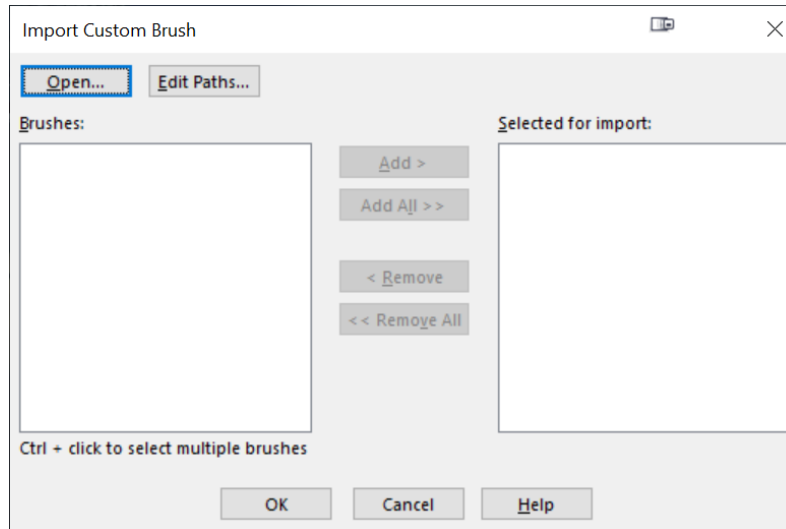 Import Custom Brush
Open... Edit Paths...
Brushes:
Selected for import:
Add >
Add All >>
< Remove
<< Remove All
Ctrl + click to select multiple brushes
OK Cancel Help